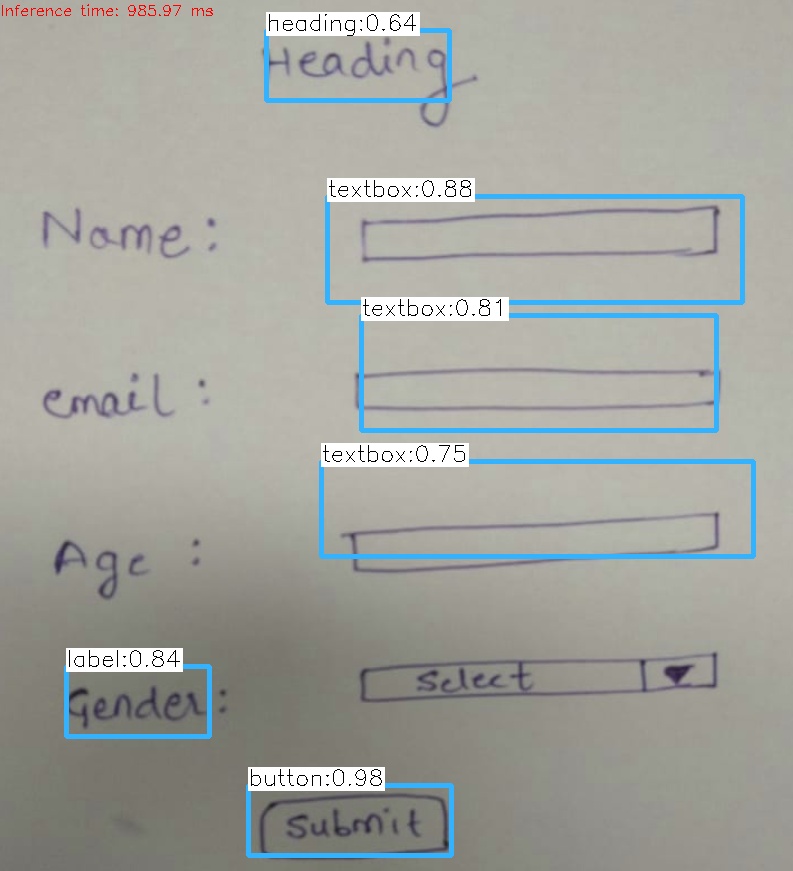 Inference time: 985.97 ms
heading:0.64
Heading
textbox:0.88
Name:
textbox:0.81
email:
textbox:0.75
Age :
label:0.84
Gender: Select
button:0.98
Submit